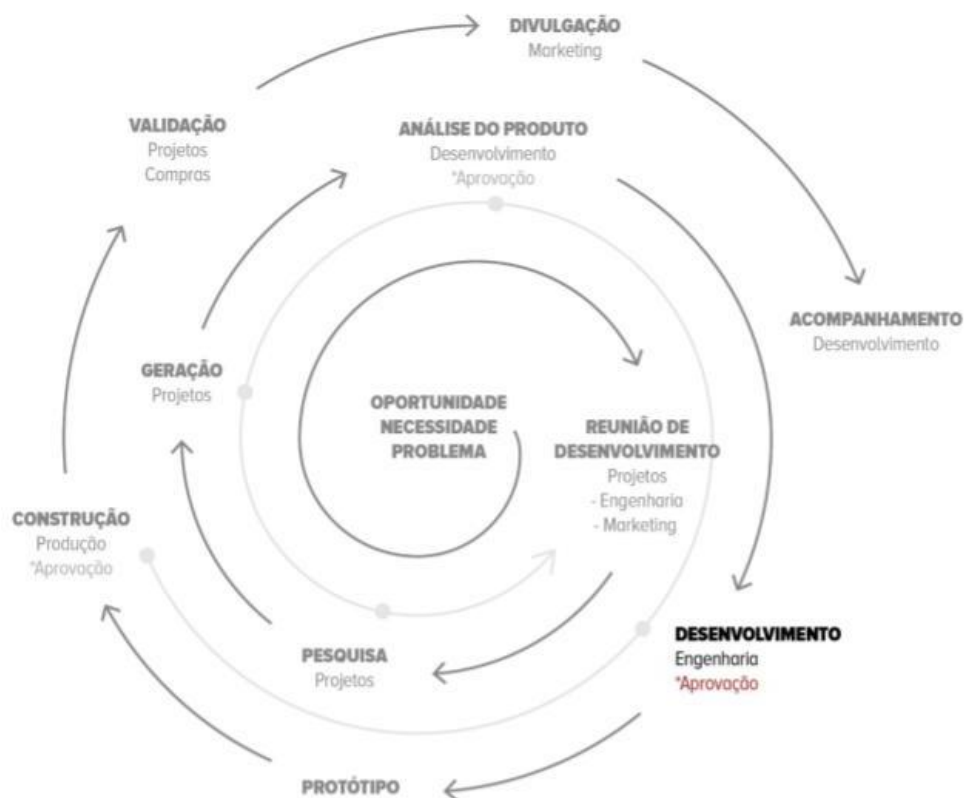 DIVULGAÇÃO
Marketing
VALIDAÇÃO
Projetos
Compras
ANÁLISE DO PRODUTO
Desenvolvimento
*Aprovação
ACOMPANHAMENTO
Desenvolvimento
GERAÇÃO
Projetos
OPORTUNIDADE
NECESSIDADE
PROBLEMA
REUNIÃO DE
DESENVOLVIMENTO
Projetos
- Engenharia
- Marketing
CONSTRUÇÃO
Produção
*Aprovação
DESENVOLVIMENTO
Engenharia
*Aprovação
PESQUISA
Projetos
PROTÓTIPO